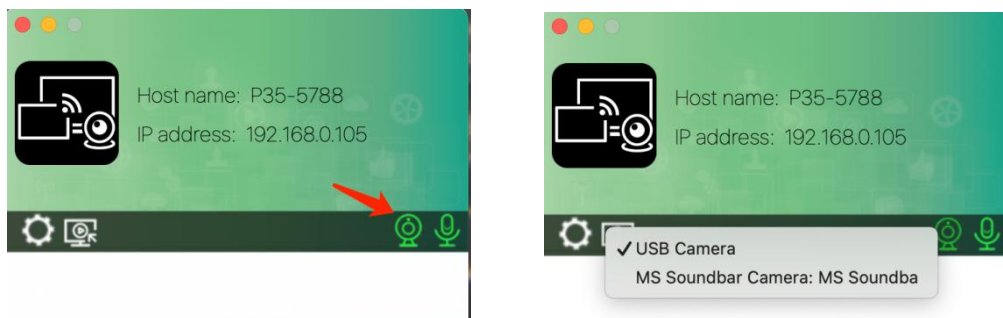 Host name: P35-5788
IP address: 192.168.0.105
Host name: P35-5788
IP address: 192.168.0.105
✓ USB Camera
MS Soundbar Camera: MS Soundba